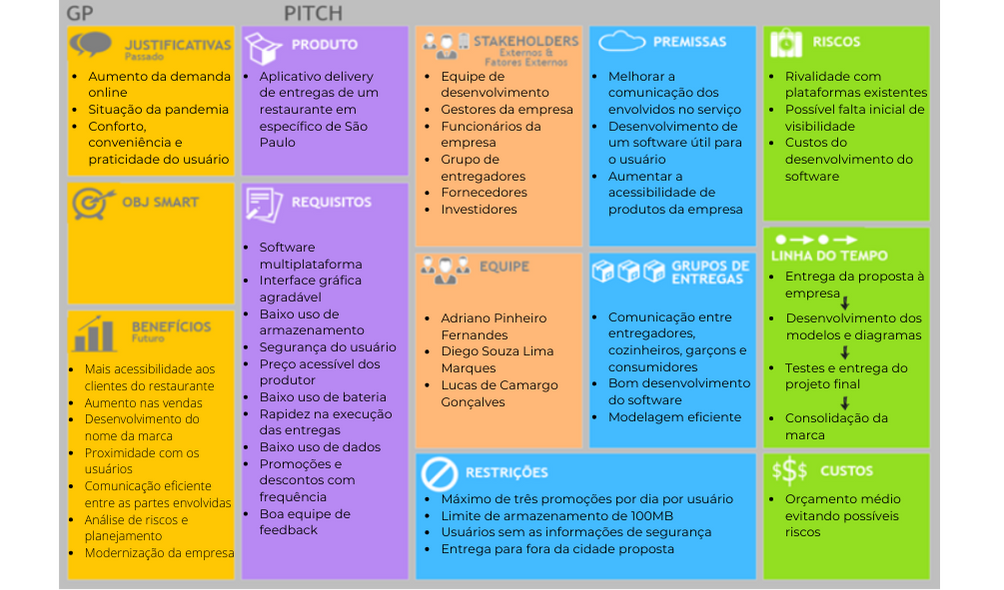 GP
PITCH
JUSTIFICATIVAS
Passado
• Aumento da demanda
online
• Situação da pandemia
• Conforto,
conveniência e
praticidade do usuário
OBJ SMART
BENEFÍCIOS
Futuro
• Mais acessibilidade aos
clientes do restaurante
• Aumento nas vendas
• Desenvolvimento do
nome da marca
• Proximidade com os
usuários
• Comunicação eficiente
entre as partes envolvidas
• Análise de riscos e
planejamento
• Modernização da empresa
PRODUTO
• Aplicativo delivery
de entregas de um
restaurante em
específico de São
Paulo
REQUISITOS
• Software
multiplataforma
• Interface gráfica
agradável
• Baixo uso de
armazenamento
• Segurança do usuário
• Preço acessível dos
produtor
• Baixo uso de bateria
• Rapidez na execução
das entregas
• Baixo uso de dados
• Promoções e
descontos com
frequência
• Boa equipe de
feedback
STAKEHOLDERS
Externos &
Fatores Externos
• Equipe de
desenvolvimento
• Gestores da empresa
• Funcionários da
empresa
• Grupo de
entregadores
• Fornecedores
• Investidores
EQUIPE
• Adriano Pinheiro
Fernandes
• Diego Souza Lima
Marques
• Lucas de Camargo
Gonçalves
PREMISSAS
• Melhorar a
comunicação dos
envolvidos no serviço
• Desenvolvimento de
um software útil para
o usuário
• Aumentar a
acessibilidade de
produtos da empresa
GRUPOS DE
ENTREGAS
• Comunicação entre
entregadores,
cozinheiros, garçons e
consumidores
• Bom desenvolvimento
do software
• Modelagem eficiente
RESTRIÇÕES
• Máximo de três promoções por dia por usuário
• Limite de armazenamento de 100MB
• Usuários sem as informações de segurança
• Entrega para fora da cidade proposta
RISCOS
• Rivalidade com
plataformas existentes
• Possível falta inicial de
visibilidade
• Custos do
desenvolvimento do
software
LINHA DO TEMPO
• Entrega da proposta à
empresa
• Desenvolvimento dos
modelos e diagramas
• Testes e entrega do
projeto final
• Consolidação da
marca
$$$ CUSTOS
• Orçamento médio
evitando possíveis
riscos